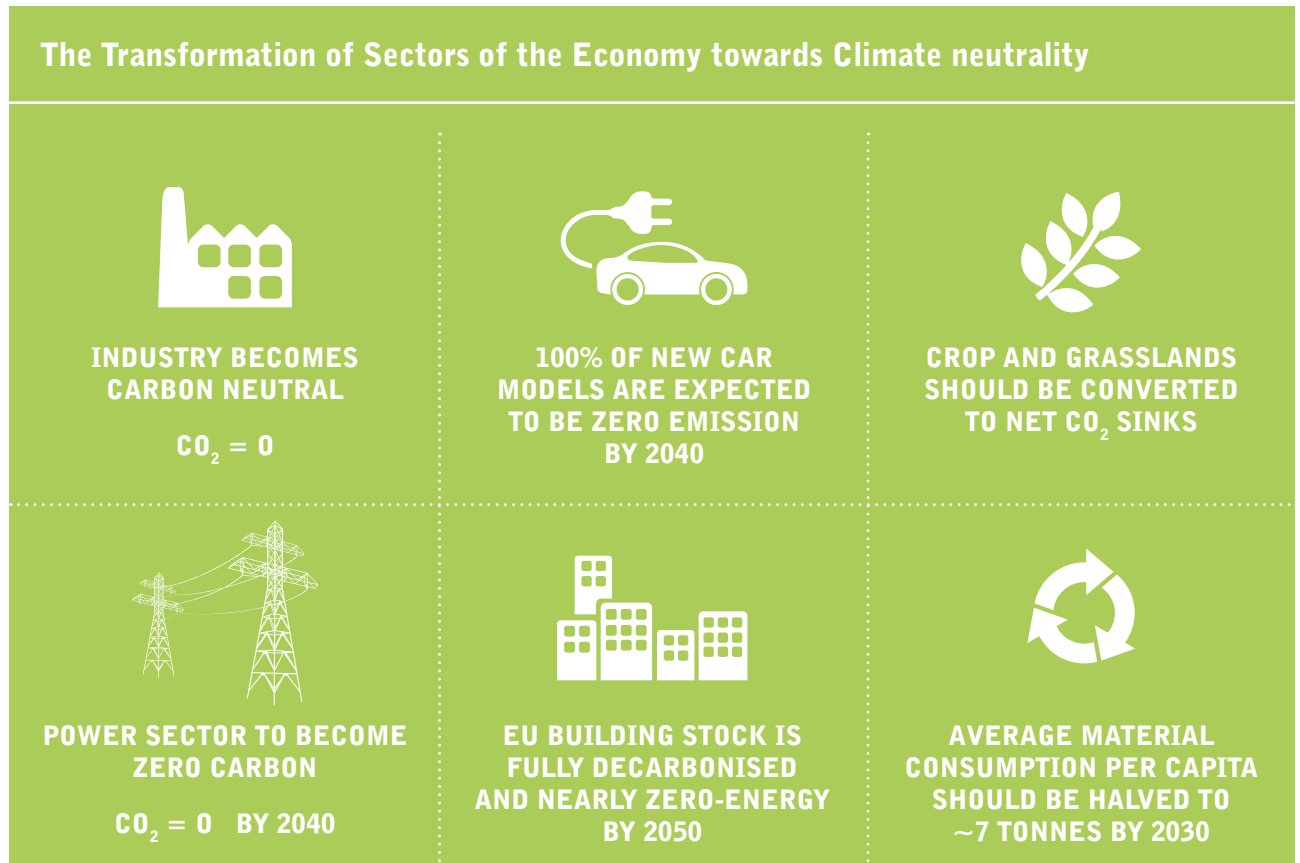 The Transformation of Sectors of the Economy towards Climate neutrality
INDUSTRY BECOMES
CARBON NEUTRAL
CO₂ = 0
100% OF NEW CAR
MODELS ARE EXPECTED
TO BE ZERO EMISSION
BY 2040
CROP AND GRASSLANDS
SHOULD BE CONVERTED
TO NET CO₂ SINKS
POWER SECTOR TO BECOME
ZERO CARBON
CO₂ = 0 BY 2040
EU BUILDING STOCK IS
FULLY DECARBONISED
AND NEARLY ZERO-ENERGY
BY 2050
AVERAGE MATERIAL
CONSUMPTION PER CAPITA
SHOULD BE HALVED TO
~7 TONNES BY 2030